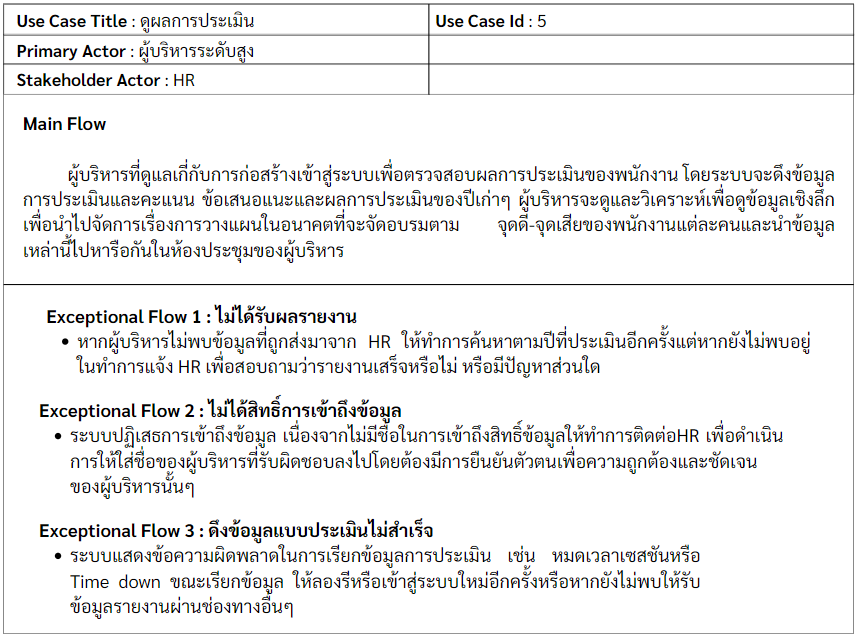 Use Case Title : ดูผลการประเมิน
Use Case Id : 5
Primary Actor : ผู้บริหารระดับสูง
Stakeholder Actor : HR
Main Flow
ผู้บริหารที่ดูแลเกี่กับการก่อสร้างเข้าสู่ระบบเพื่อตรวจสอบผลการประเมินของพนักงาน โดยระบบจะดึงข้อมูล
การประเมินและคะแนน ข้อเสนอแนะและผลการประเมินของปีเก่าๆ ผู้บริหารจะดูและวิเคราะห์เพื่อดูข้อมูลเชิงลึก
เพื่อนำไปจัดการเรื่องการวางแผนในอนาคตที่จะจัดอบรมตาม จุดดี-จุดเสียของพนักงานแต่ละคนและนำข้อมูล
เหล่านี้ไปหารือกันในห้องประชุมของผู้บริหาร
Exceptional Flow 1 : ไม่ได้รับผลรายงาน
• หากผู้บริหารไม่พบข้อมูลที่ถูกส่งมาจาก HR ให้ทำการค้นหาตามปีที่ประเมินอีกครั้งแต่หากยังไม่พบอยู่
ในทำการแจ้ง HR เพื่อสอบถามว่ารายงานเสร็จหรือไม่ หรือมีปัญหาส่วนใด
Exceptional Flow 2 : ไม่ได้สิทธิ์การเข้าถึงข้อมูล
• ระบบปฏิเสธการเข้าถึงข้อมูล เนื่องจากไม่มีชื่อในการเข้าถึงสิทธิ์ข้อมูลให้ทำการติดต่อHR เพื่อดำเนิน
การให้ใส่ชื่อของผู้บริหารที่รับผิดชอบลงไปโดยต้องมีการยืนยันตัวตนเพื่อความถูกต้องและชัดเจน
ของผู้บริหารนั้นๆ
Exceptional Flow 3 : ดึงข้อมูลแบบประเมินไม่สำเร็จ
• ระบบแสดงข้อความผิดพลาดในการเรียกข้อมูลการประเมิน เช่น หมดเวลาเซสชันหรือ
Time down ขณะเรียกข้อมูล ให้ลองรีหรือเข้าสู่ระบบใหม่อีกครั้งหรือหากยังไม่พบให้รับ
ข้อมูลรายงานผ่านช่องทางอื่นๆ